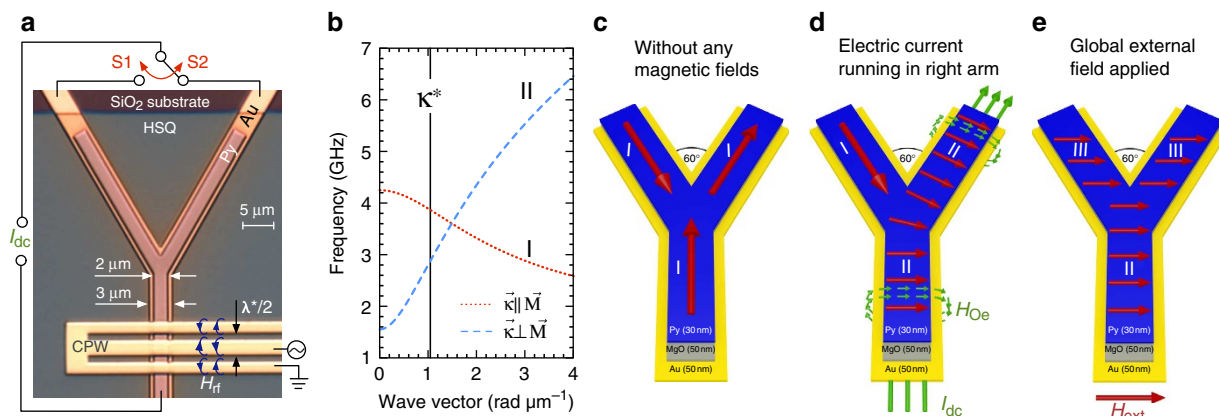 a
S1
S2
SiO2 substrate
HSQ
Au
Py
5 μm
Idc
2 μm
3 μm
λ*/2
CPW
Hrf
b
Frequency (GHz)
7
6
5
4
3
2
1
κ*
II
I
κ⃗ ∥ M⃗
κ⃗ ⊥ M⃗
0 1 2 3 4
Wave vector (rad μm−1)
c
Without any
magnetic fields
I
I
60°
I
d
Electric current
running in right arm
I
II
60°
II
HOe
Py (30 nm)
MgO (50 nm)
Au (50 nm)
Idc
e
Global external
field applied
III
III
60°
II
Py (30 nm)
MgO (50 nm)
Au (50 nm)
Hext
Py (30 nm)
MgO (50 nm)
Au (50 nm)